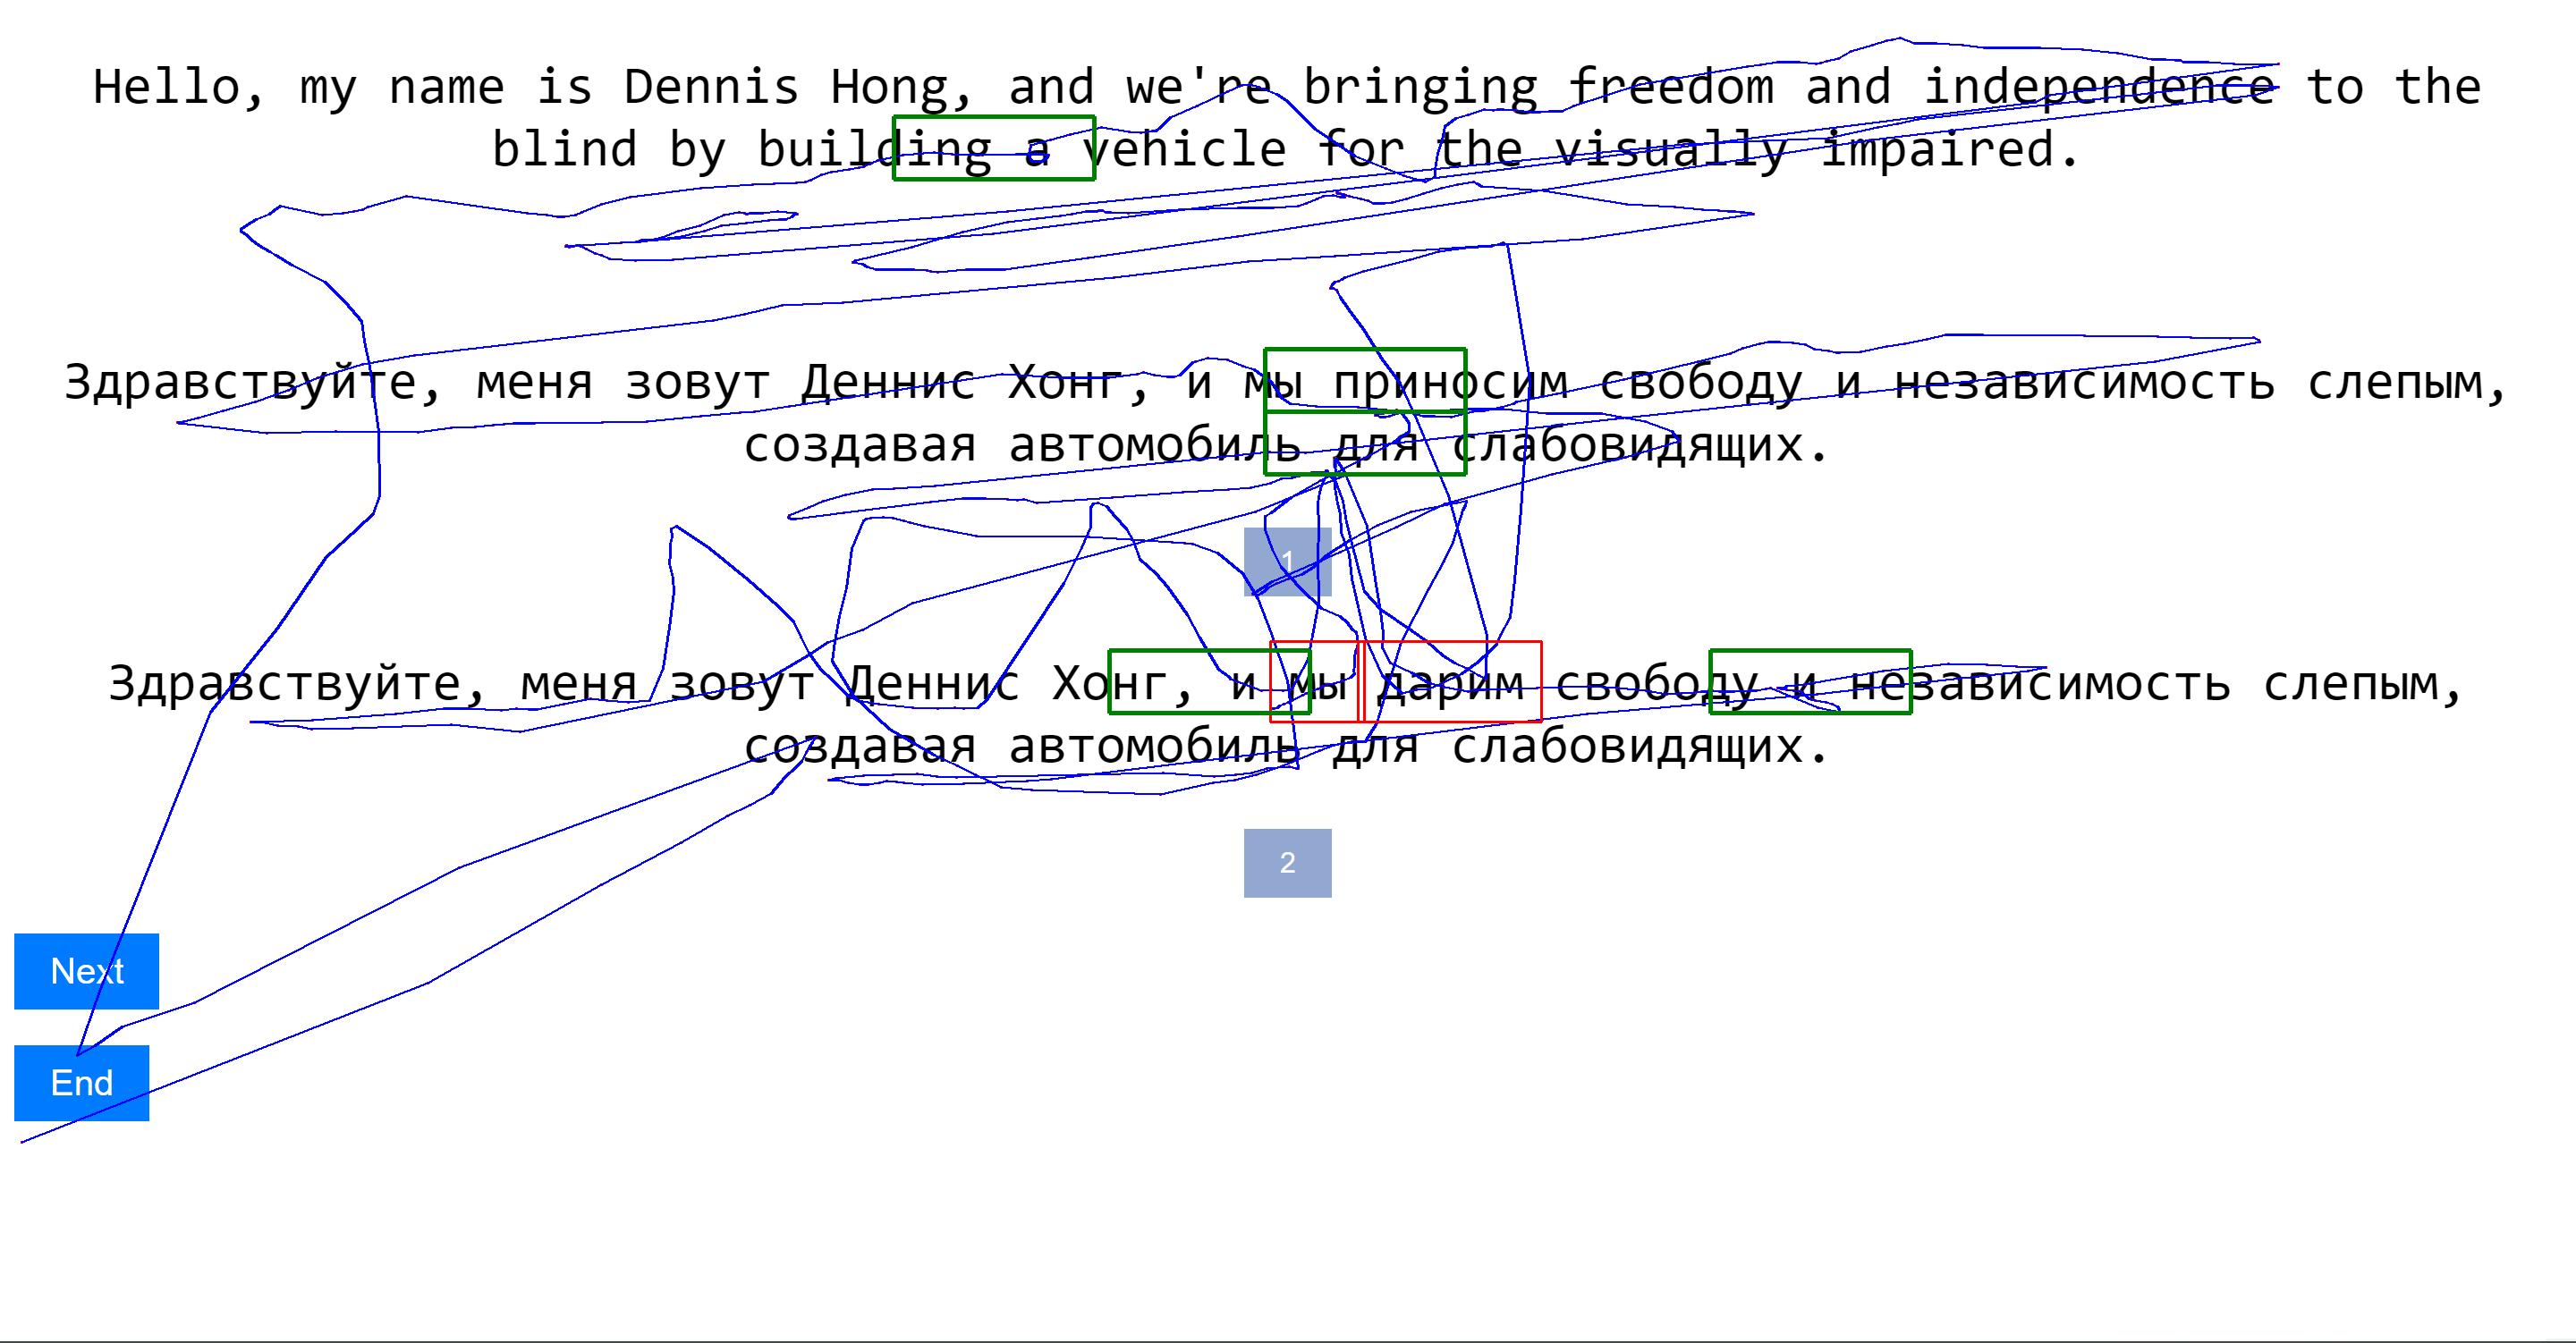 Hello, my name is Dennis Hong, and we're bringing freedom and independence to the
blind by building a vehicle for the visually impaired.
Здравствуйте, меня зовут Деннис Хонг, и мы приносим свободу и независимость слепым,
создавая автомобиль для слабовидящих.
1
Здравствуйте, меня зовут Деннис Хонг, и мы дарим свободу и независимость слепым,
создавая автомобиль для слабовидящих.
2
Next
End